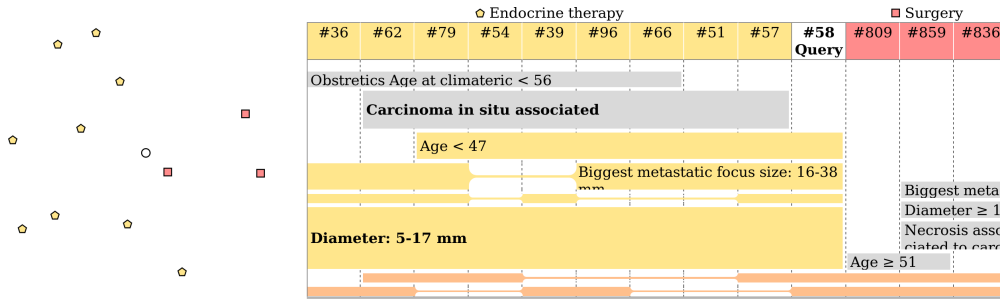 Endocrine therapy
Surgery
#36 #62 #79 #54 #39 #96 #66 #51 #57 #58 #809 #859 #836
Query
Obstretics Age at climateric < 56
Carcinoma in situ associated
Age < 47
Biggest metastatic focus size: 16-38
mm
Biggest meta
Diameter ≥ 1
Diameter: 5-17 mm
Necrosis asso
ciated to card
Age ≥ 51